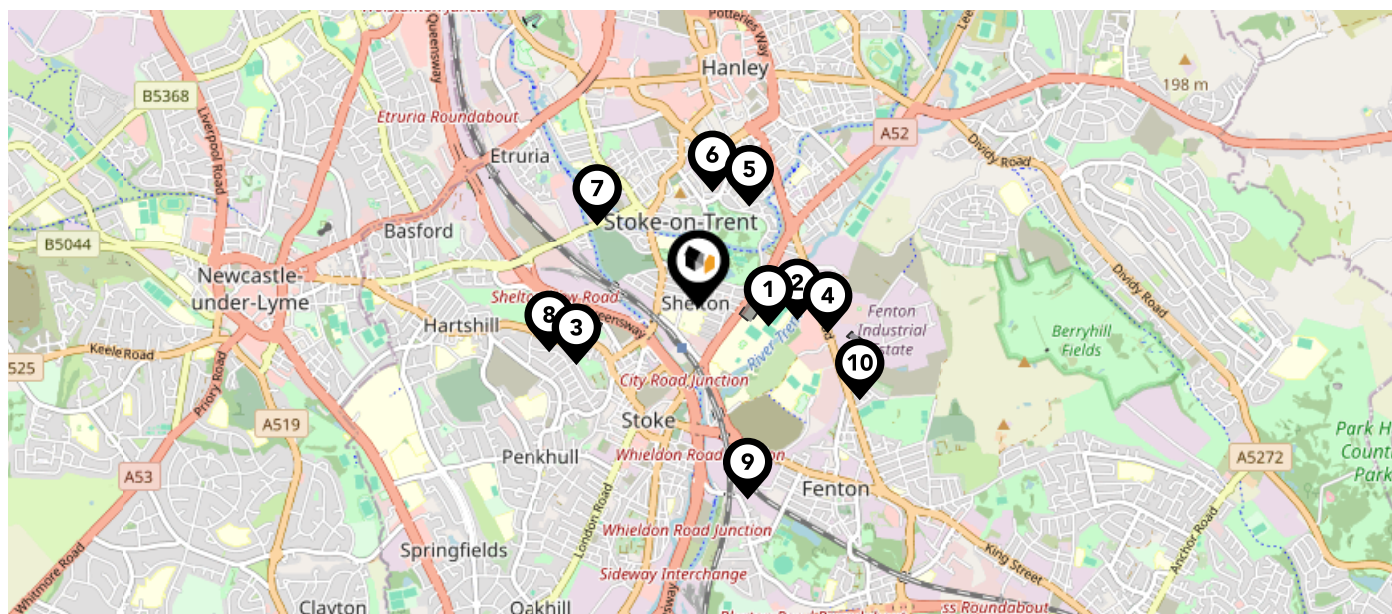 Queensway
Potteries Way
Hanley
198 m
B5368
Liverpool Road
Etruria Roundabout
A52
Dividy Road
6
5
Etruria
7
Stoke-on-Trent
Basford
B5044
Newcastle-
under-Lyme
Shelton
1
2
4
8
3
Hartshill
Fenton
Industrial
Estate
River Trent
Dividy Road
Berryhill
Fields
Keele Road
525
10
Priory Road
City Road Junction
A519
Stoke
Park H
Count
Park
Penkhull
9
Fenton
A53
A5272
London Road
Whieldon Road Junction
Anchor Road
Springfields
King Street
Whitmore Road
Sideway Interchange
Clayton
Oakhill
ss Roundabout